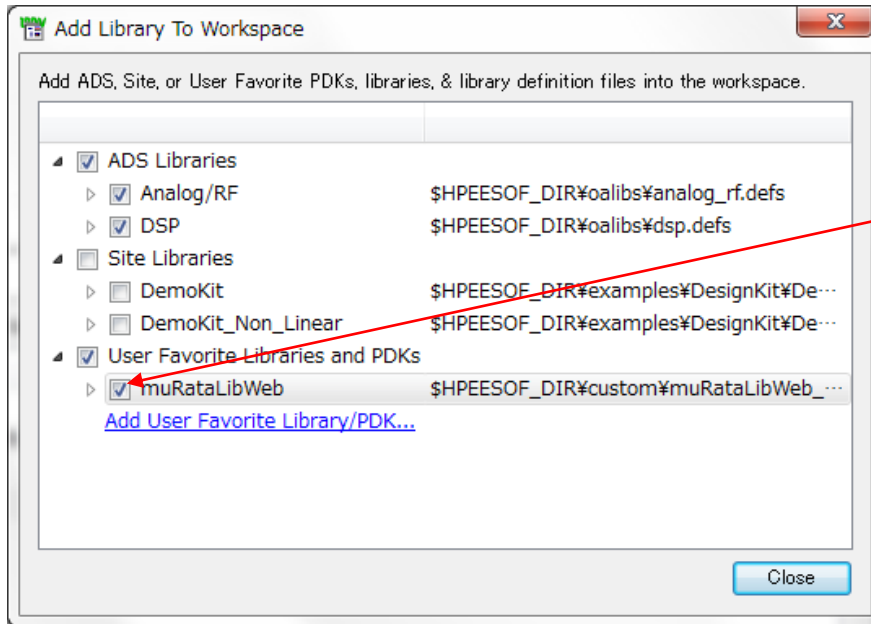 Add Library To Workspace
Add ADS, Site, or User Favorite PDKs, libraries, & library definition files into the workspace.
ADS Libraries
Analog/RF $HPEESOF_DIR¥oalibs¥analog_rf.defs
DSP $HPEESOF_DIR¥oalibs¥dsp.defs
Site Libraries
DemoKit $HPEESOF_DIR¥examples¥DesignKit¥De···
DemoKit_Non_Linear $HPEESOF_DIR¥examples¥DesignKit¥De···
User Favorite Libraries and PDKs
muRataLibWeb $HPEESOF_DIR¥custom¥muRataLibWeb_···
Add User Favorite Library/PDK...
Close